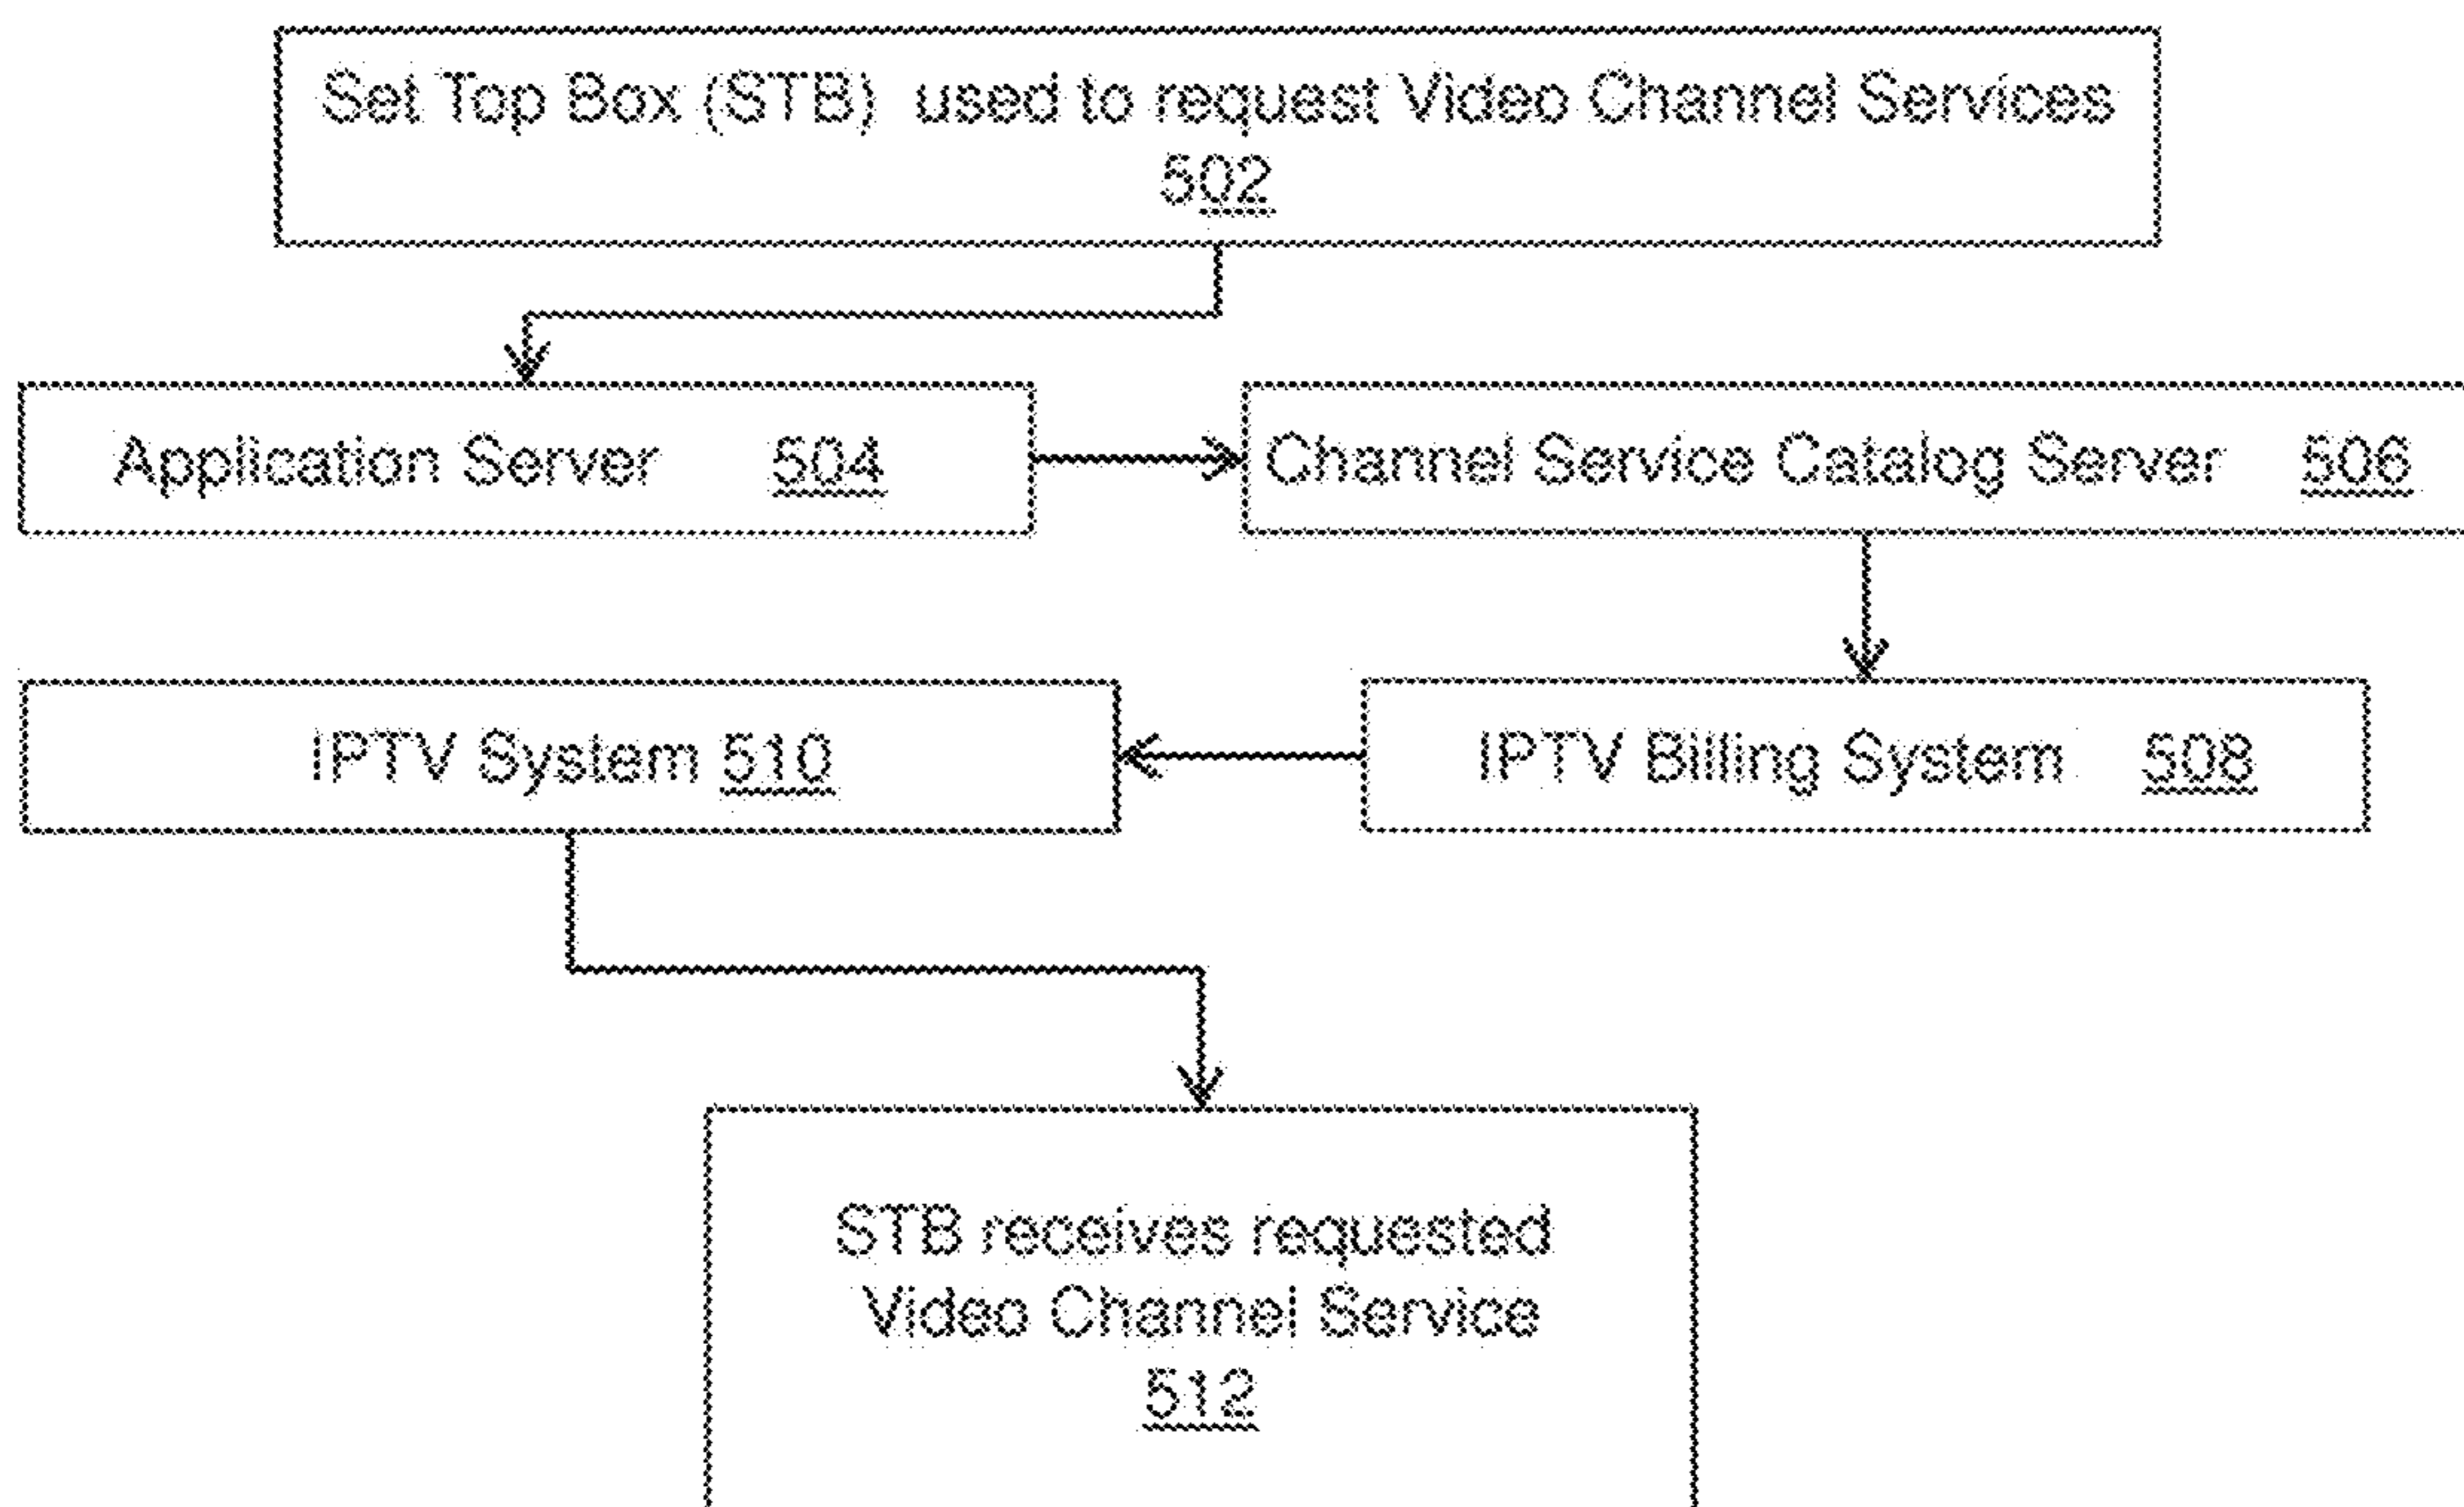 Set Top Box (STB) used to request Video Channel Services
502
Application Server 504
Channel Service Catalog Server 506
IPTV System 510
IPTV Billing System 508
STB receives requested
Video Channel Service
512